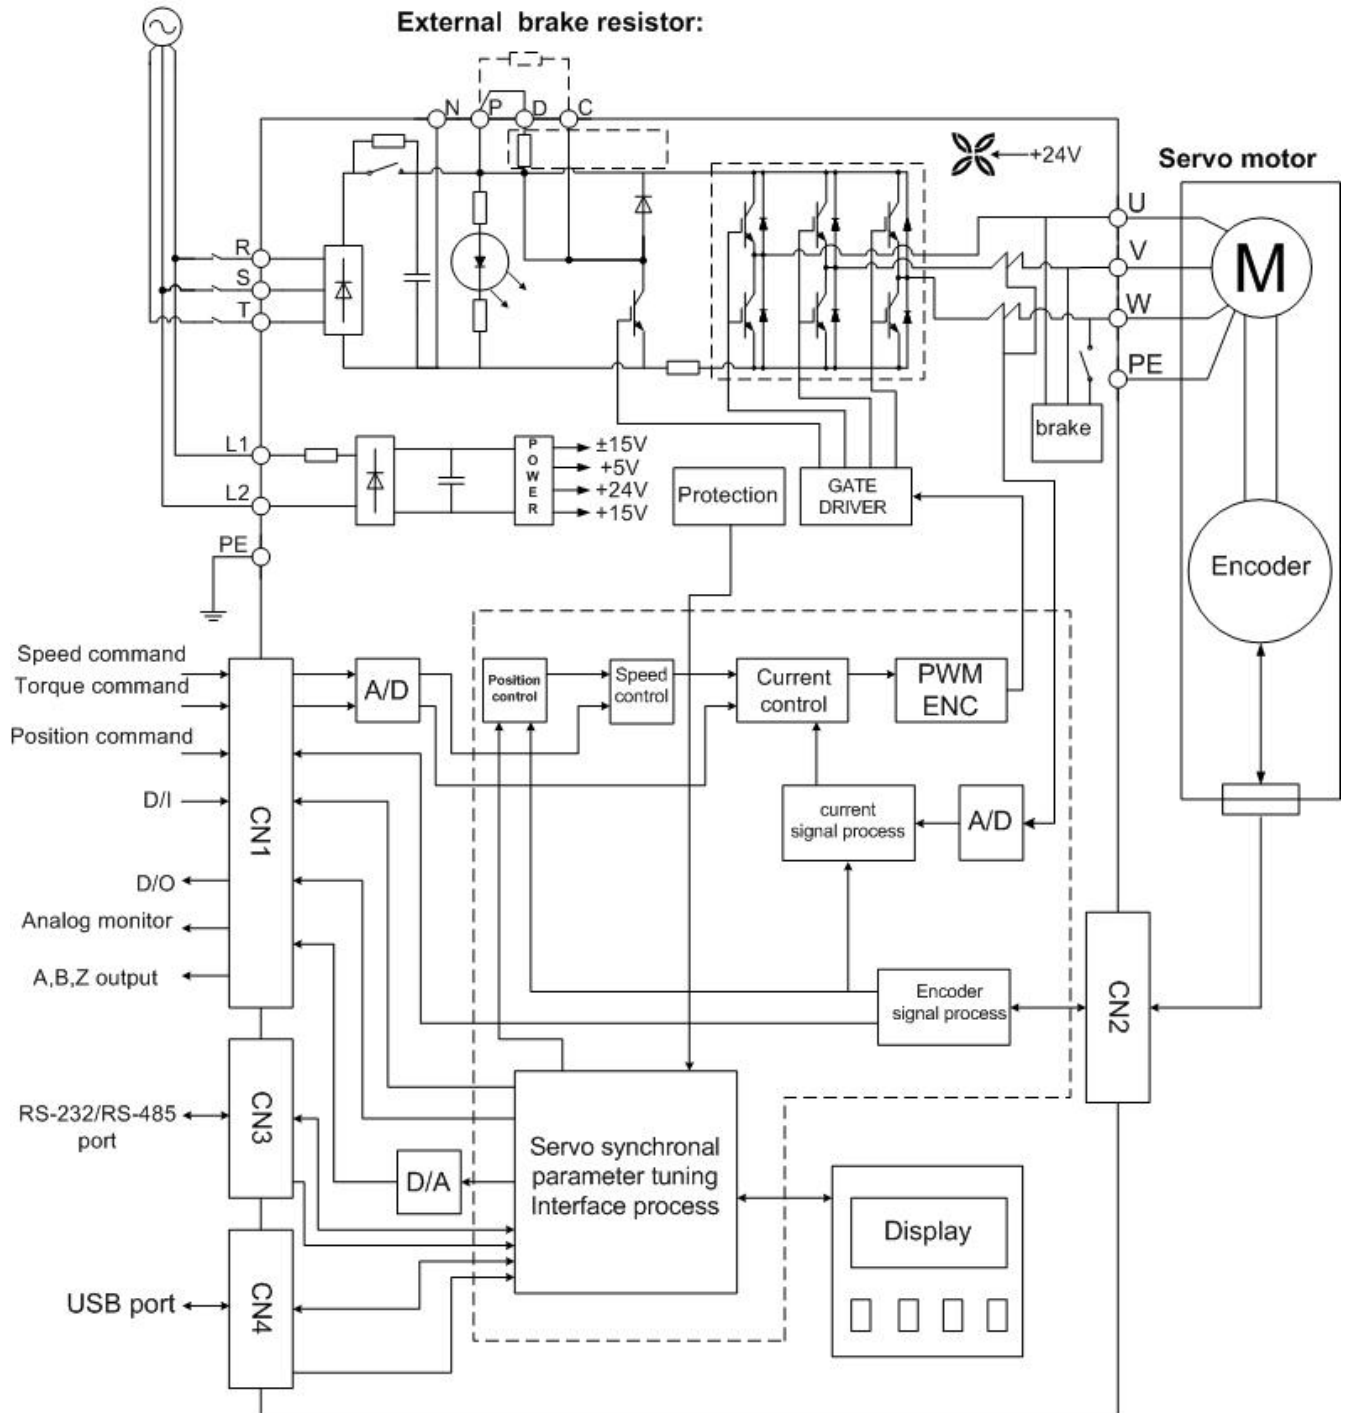 External brake resistor:
N P D C
+24V
Servo motor
U
V
W
PE
M
R
S
T
brake
L1
L2
PE
POWER
±15V
+5V
+24V
+15V
Protection
GATE
DRIVER
Encoder
Speed command
Torque command
Position command
D/I
D/O
Analog monitor
A,B,Z output
CN1
A/D
Position
control
Speed
control
Current
control
PWM
ENC
current
signal process
A/D
Encoder
signal process
CN2
RS-232/RS-485
port
CN3
D/A
Servo synchronal
parameter tuning
Interface process
Display
USB port
CN4